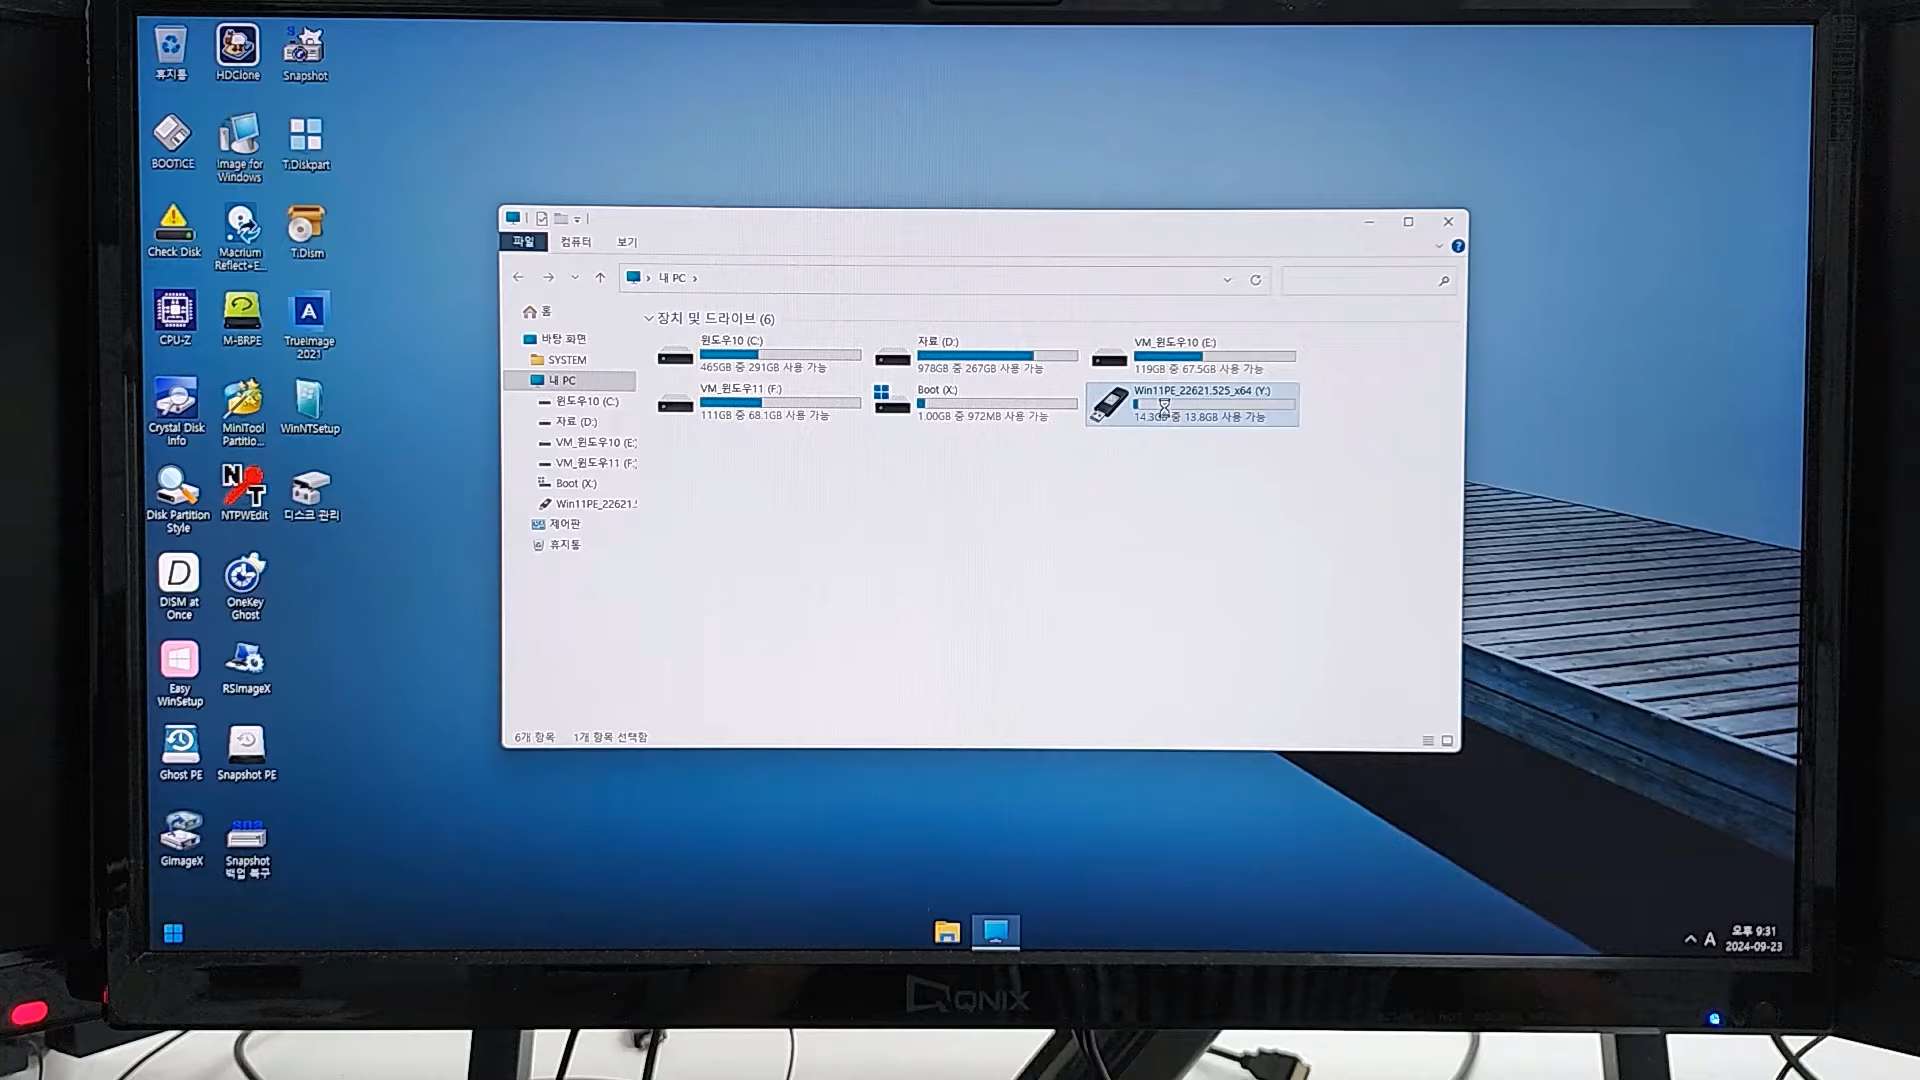 휴지통
HDClone
Snapshot
BOOTICE
Image for
Windows
T.Diskpart
Check Disk
Macrium
Reflect+E...
T.Dism
CPU-Z
M-BRPE
TrueImage
2021
Crystal Disk
Info
MiniTool
Partitio...
WinNTSetup
Disk Partition
Style
NTPWEdit
디스크 관리
DISM at
Once
OneKey
Ghost
Easy
WinSetup
RSImageX
Ghost PE
Snapshot PE
GimageX
Snapshot
백업 복구
파일
컴퓨터
보기
내 PC
홈
바탕 화면
SYSTEM
내 PC
윈도우10 (C:)
자료 (D:)
VM_윈도우10 (E:)
VM_윈도우11 (F:)
Boot (X:)
Win11PE_22621.5
제어판
휴지통
장치 및 드라이브 (6)
윈도우10 (C:)
465GB 중 291GB 사용 가능
자료 (D:)
978GB 중 267GB 사용 가능
VM_윈도우10 (E:)
119GB 중 67.5GB 사용 가능
VM_윈도우11 (F:)
111GB 중 68.1GB 사용 가능
Boot (X:)
1.00GB 중 972MB 사용 가능
Win11PE_22621.525_x64 (Y:)
14.3GB 중 13.8GB 사용 가능
6개 항목
1개 항목 선택함
A
오후 9:31
2024-09-23
QNIX